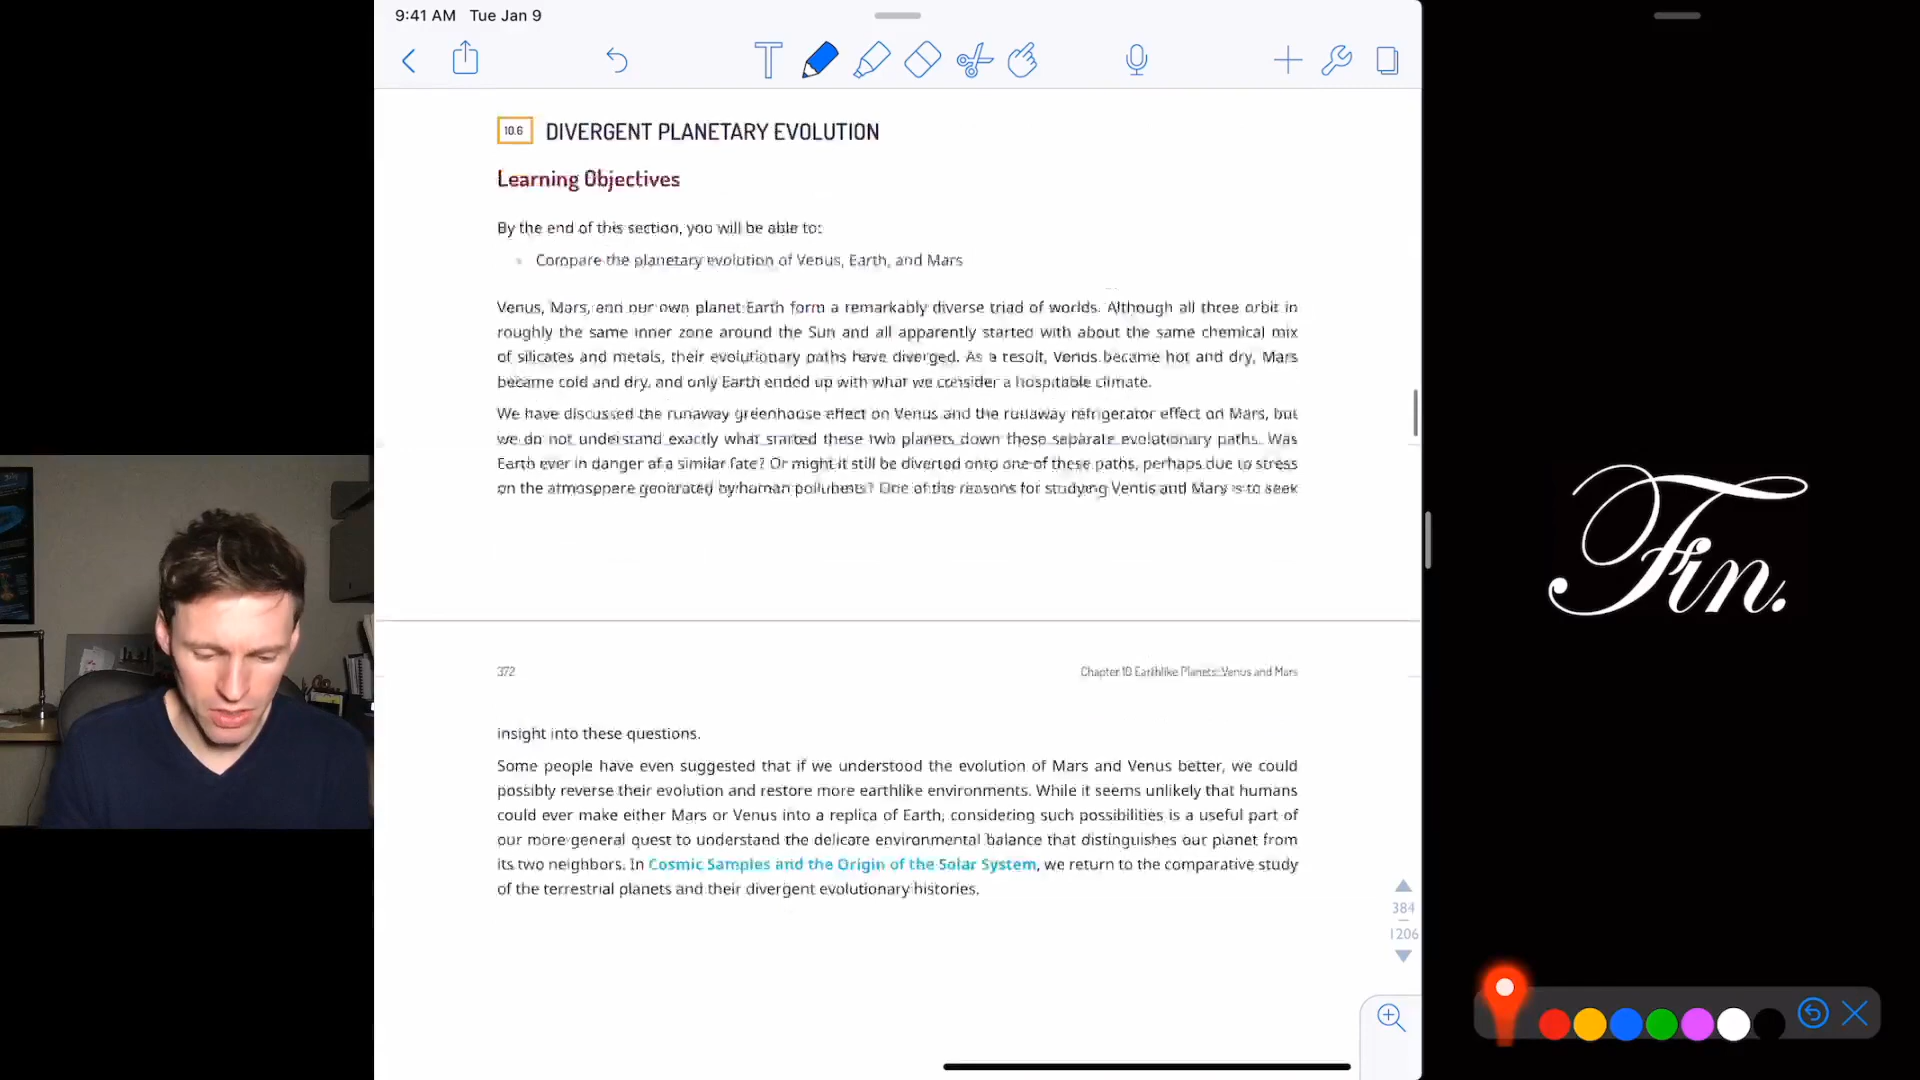 9:41 AM Tue Jan 9
10.6 DIVERGENT PLANETARY EVOLUTION
Learning Objectives
By the end of this section, you will be able to:
Compare the planetary evolution of Venus, Earth, and Mars
Venus, Mars, and our own planet Earth form a remarkably diverse triad of worlds. Although all three orbit in
roughly the same inner zone around the Sun and all apparently started with about the same chemical mix
of silicates and metals, their evolutionary paths have diverged. As a result, Venus became hot and dry, Mars
became cold and dry, and only Earth ended up with what we consider a hospitable climate.
We have discussed the runaway greenhouse effect on Venus and the runaway refrigerator effect on Mars, but
we do not understand exactly what started these two planets down these separate evolutionary paths. Was
Earth ever in danger of a similar fate? Or might it still be diverted onto one of these paths, perhaps due to stress
on the atmosphere generated by human pollutants? One of the reasons for studying Venus and Mars is to seek
372
Chapter 10 Earthlike Planets: Venus and Mars
insight into these questions.
Some people have even suggested that if we understood the evolution of Mars and Venus better, we could
possibly reverse their evolution and restore more earthlike environments. While it seems unlikely that humans
could ever make either Mars or Venus into a replica of Earth, considering such possibilities is a useful part of
our more general quest to understand the delicate environmental balance that distinguishes our planet from
its two neighbors. In Cosmic Samples and the Origin of the Solar System, we return to the comparative study
of the terrestrial planets and their divergent evolutionary histories.
384
1206
Fin.